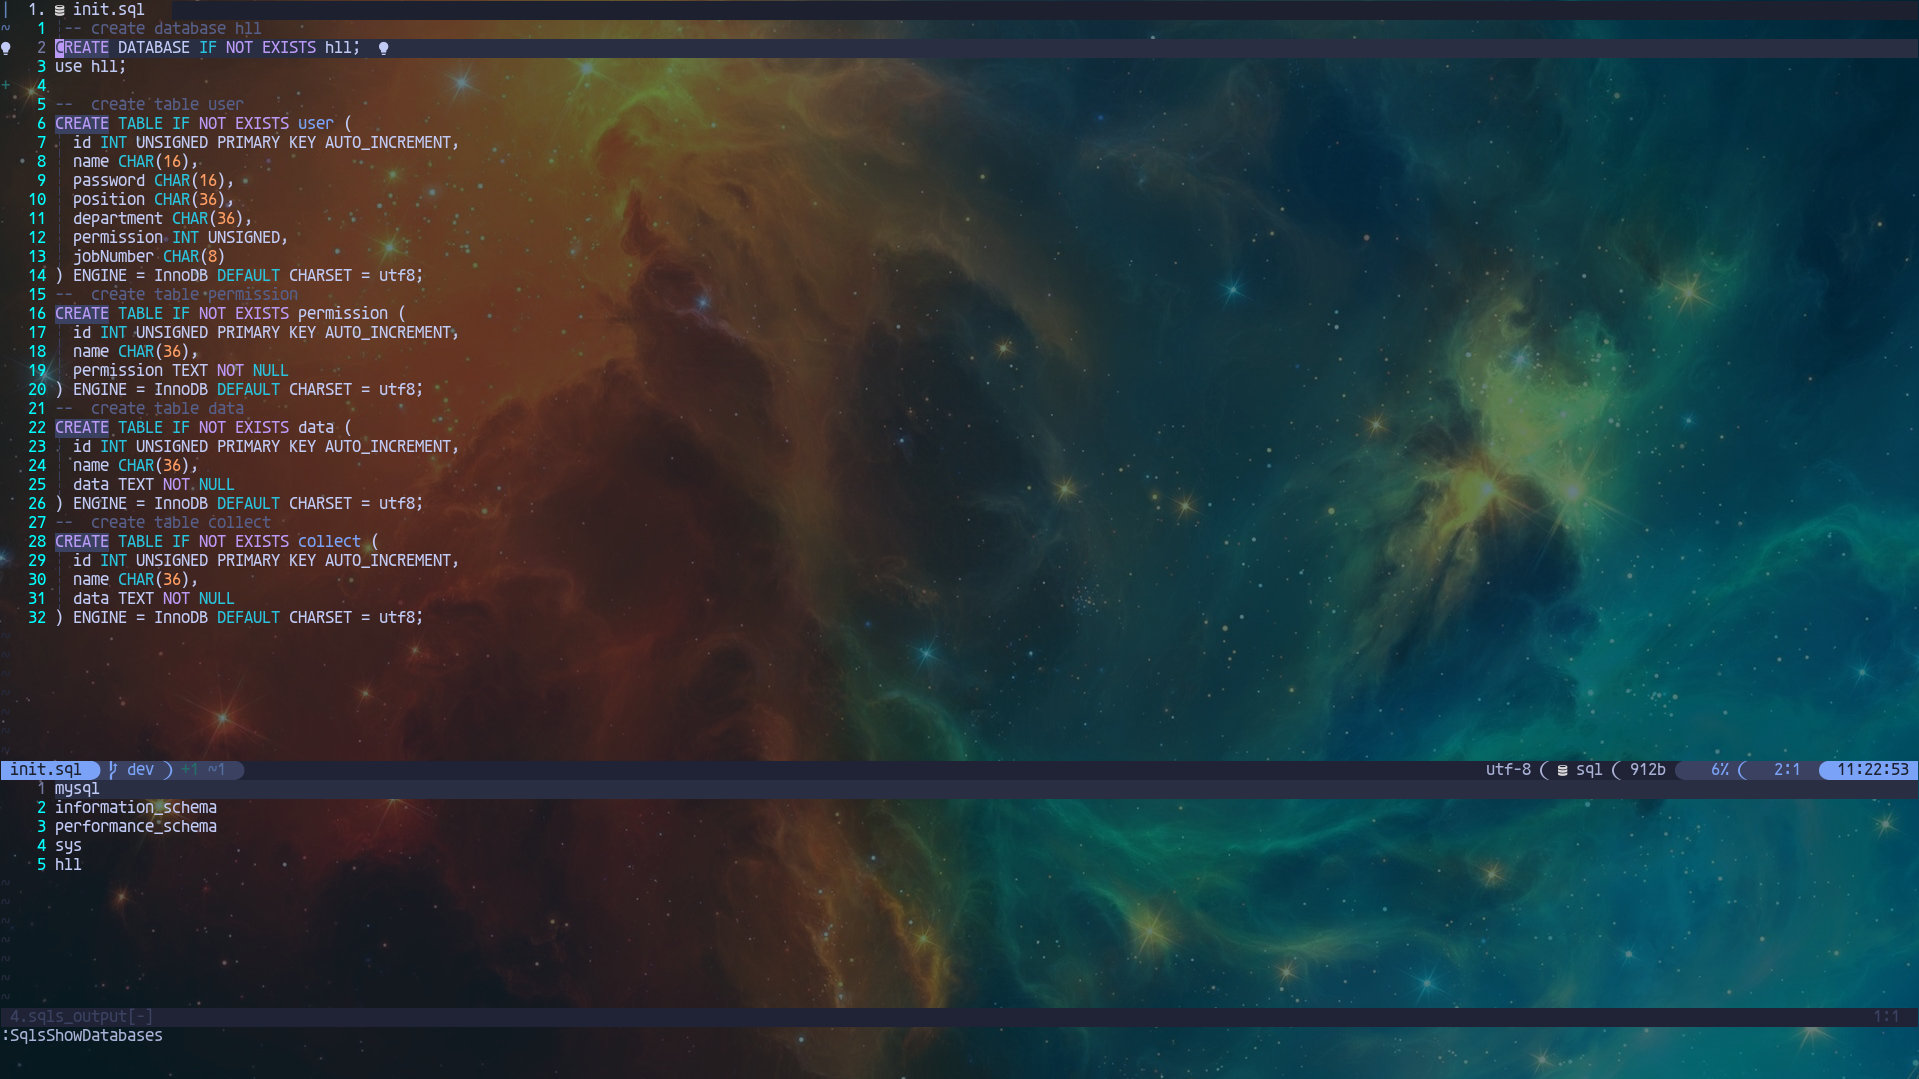 1. init.sql
1 -- create database hll
2 CREATE DATABASE IF NOT EXISTS hll;
3 use hll;
4
5 --  create table user
6 CREATE TABLE IF NOT EXISTS user (
7   id INT UNSIGNED PRIMARY KEY AUTO_INCREMENT,
8   name CHAR(16),
9   password CHAR(16),
10   position CHAR(36),
11   department CHAR(36),
12   permission INT UNSIGNED,
13   jobNumber CHAR(8)
14 ) ENGINE = InnoDB DEFAULT CHARSET = utf8;
15 --  create table permission
16 CREATE TABLE IF NOT EXISTS permission (
17   id INT UNSIGNED PRIMARY KEY AUTO_INCREMENT,
18   name CHAR(36),
19   permission TEXT NOT NULL
20 ) ENGINE = InnoDB DEFAULT CHARSET = utf8;
21 --  create table data
22 CREATE TABLE IF NOT EXISTS data (
23   id INT UNSIGNED PRIMARY KEY AUTO_INCREMENT,
24   name CHAR(36),
25   data TEXT NOT NULL
26 ) ENGINE = InnoDB DEFAULT CHARSET = utf8;
27 --  create table collect
28 CREATE TABLE IF NOT EXISTS collect (
29   id INT UNSIGNED PRIMARY KEY AUTO_INCREMENT,
30   name CHAR(36),
31   data TEXT NOT NULL
32 ) ENGINE = InnoDB DEFAULT CHARSET = utf8;
init.sql dev +1 ~1 utf-8 sql 912b 6% 2:1 11:22:53
1 mysql
2 information_schema
3 performance_schema
4 sys
5 hll
4.sqls_output[-] 1:1
:SqlsShowDatabases